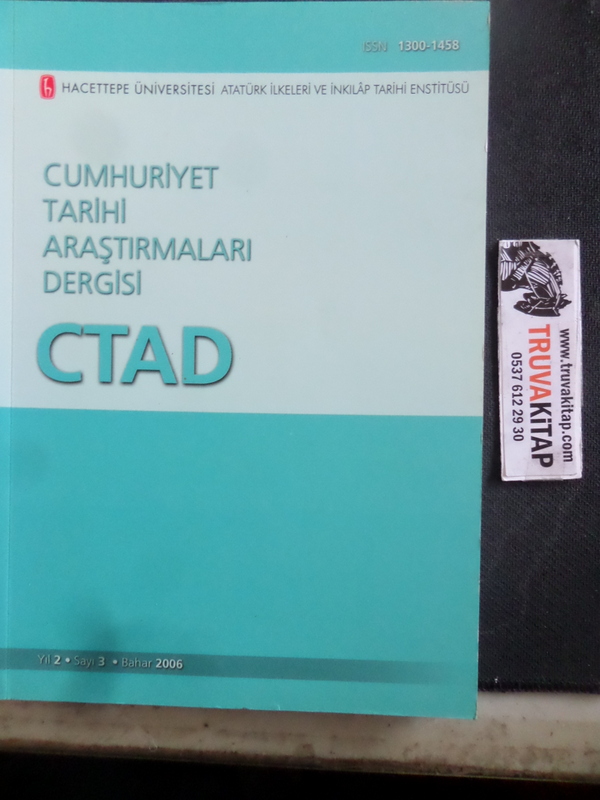 ISSN 1300-1458
HACETTEPE ÜNİVERSİTESİ ATATÜRK İLKELERİ VE İNKILÂP TARİHİ ENSTİTÜSÜ
CUMHURİYET
TARİHİ
ARAŞTIRMALARI
DERGİSİ
CTAD
Yıl 2 • Sayı 3 • Bahar 2006
www.truvakitap.com
TRUVAKİTAP
0537 612 29 30